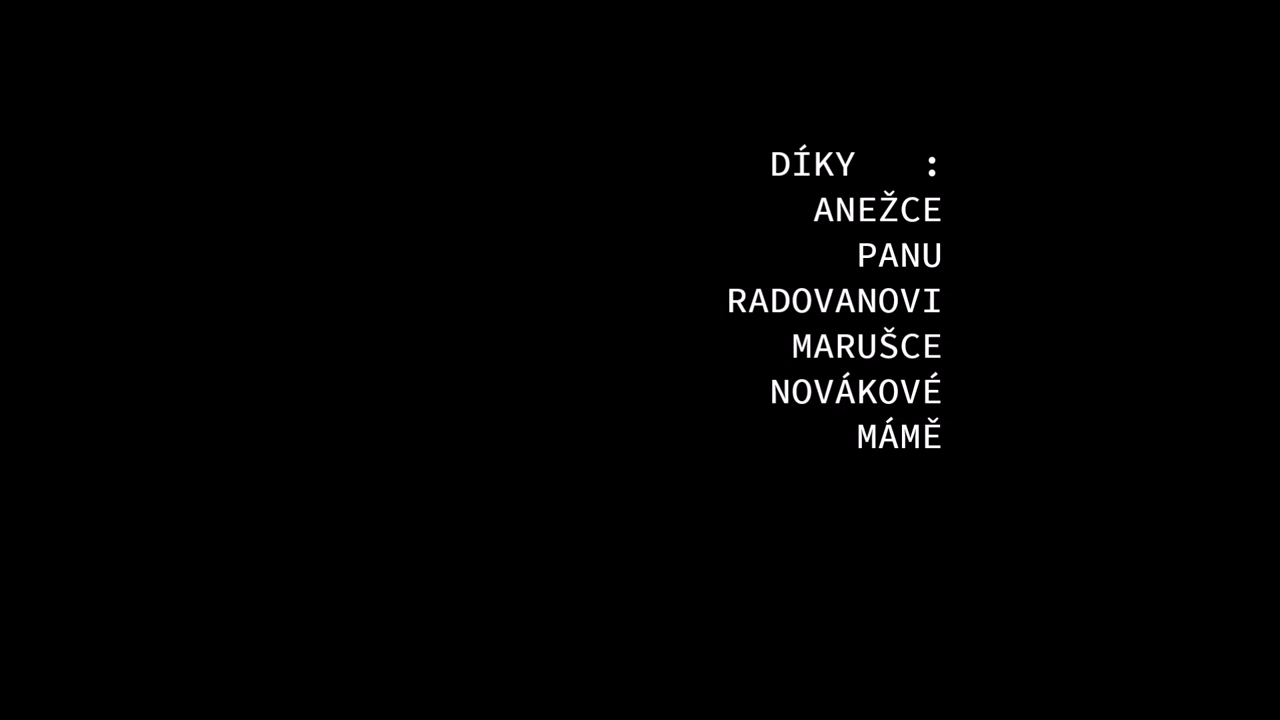 DÍKY   :
ANEŽCE
PANU
RADOVANOVI
MARUŠCE
NOVÁKOVÉ
MÁMĚ